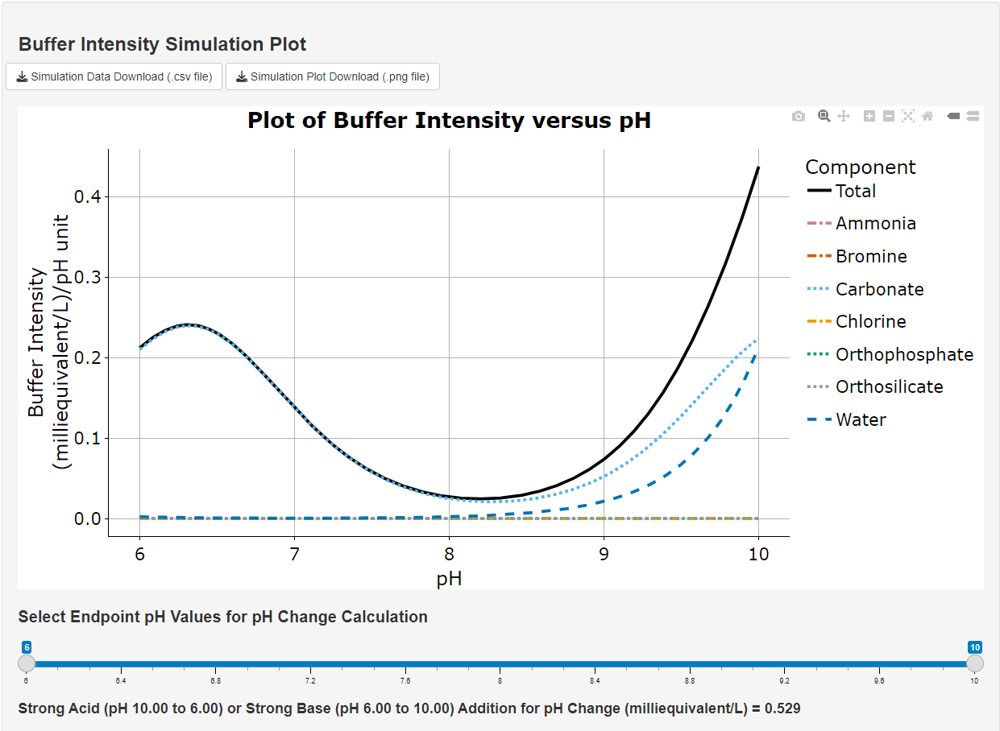 Buffer Intensity Simulation Plot
Simulation Data Download (.csv file)
Simulation Plot Download (.png file)
Plot of Buffer Intensity versus pH
Buffer Intensity
(milliequivalent/L)/pH unit
0.4
0.3
0.2
0.1
0.0
6 7 8 9 10
pH
Component
Total
Ammonia
Bromine
Carbonate
Chlorine
Orthophosphate
Orthosilicate
Water
Select Endpoint pH Values for pH Change Calculation
6 10
6 6.4 6.8 7.2 7.6 8 8.4 8.8 9.2 9.6 10
Strong Acid (pH 10.00 to 6.00) or Strong Base (pH 6.00 to 10.00) Addition for pH Change (milliequivalent/L) = 0.529